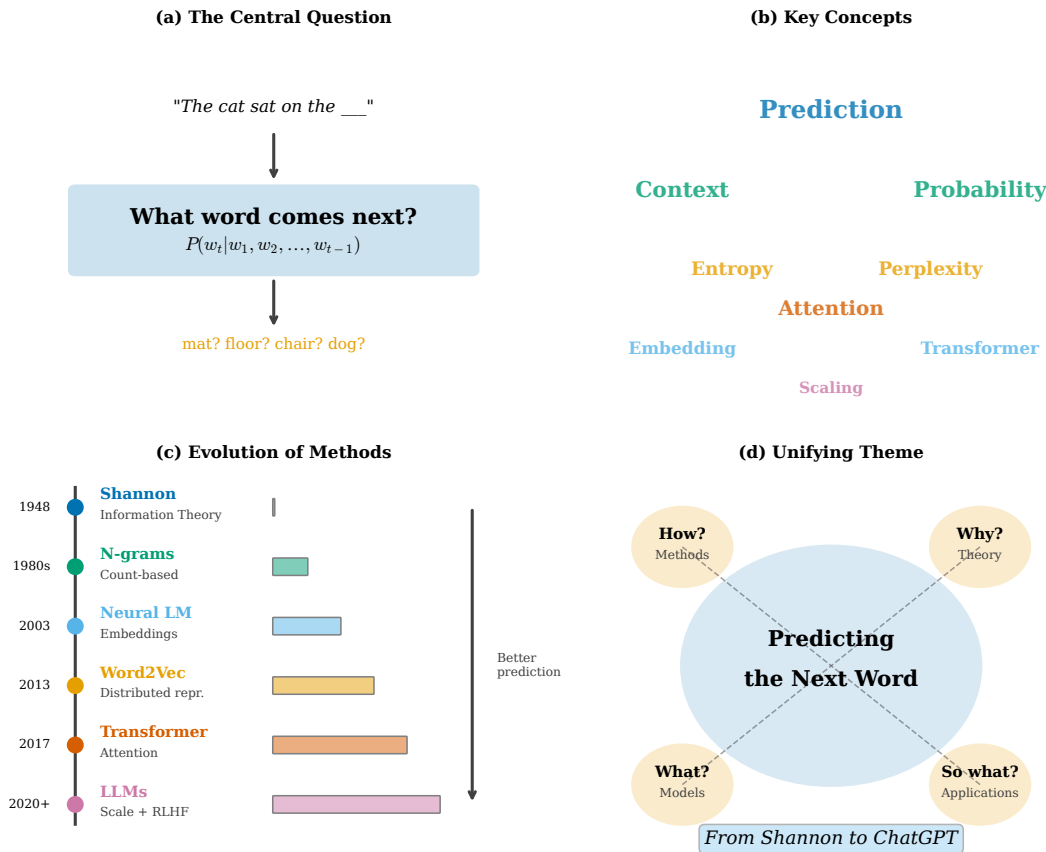 (a) The Central Question
"The cat sat on the ___"
What word comes next?
P(w_t|w_1, w_2, ..., w_{t-1})
mat? floor? chair? dog?
(b) Key Concepts
Prediction
Context
Probability
Entropy
Perplexity
Attention
Embedding
Transformer
Scaling
(c) Evolution of Methods
1948
Shannon
Information Theory
1980s
N-grams
Count-based
2003
Neural LM
Embeddings
2013
Word2Vec
Distributed repr.
2017
Transformer
Attention
2020+
LLMs
Scale + RLHF
Better
prediction
(d) Unifying Theme
How?
Methods
Why?
Theory
Predicting
the Next Word
What?
Models
So what?
Applications
From Shannon to ChatGPT